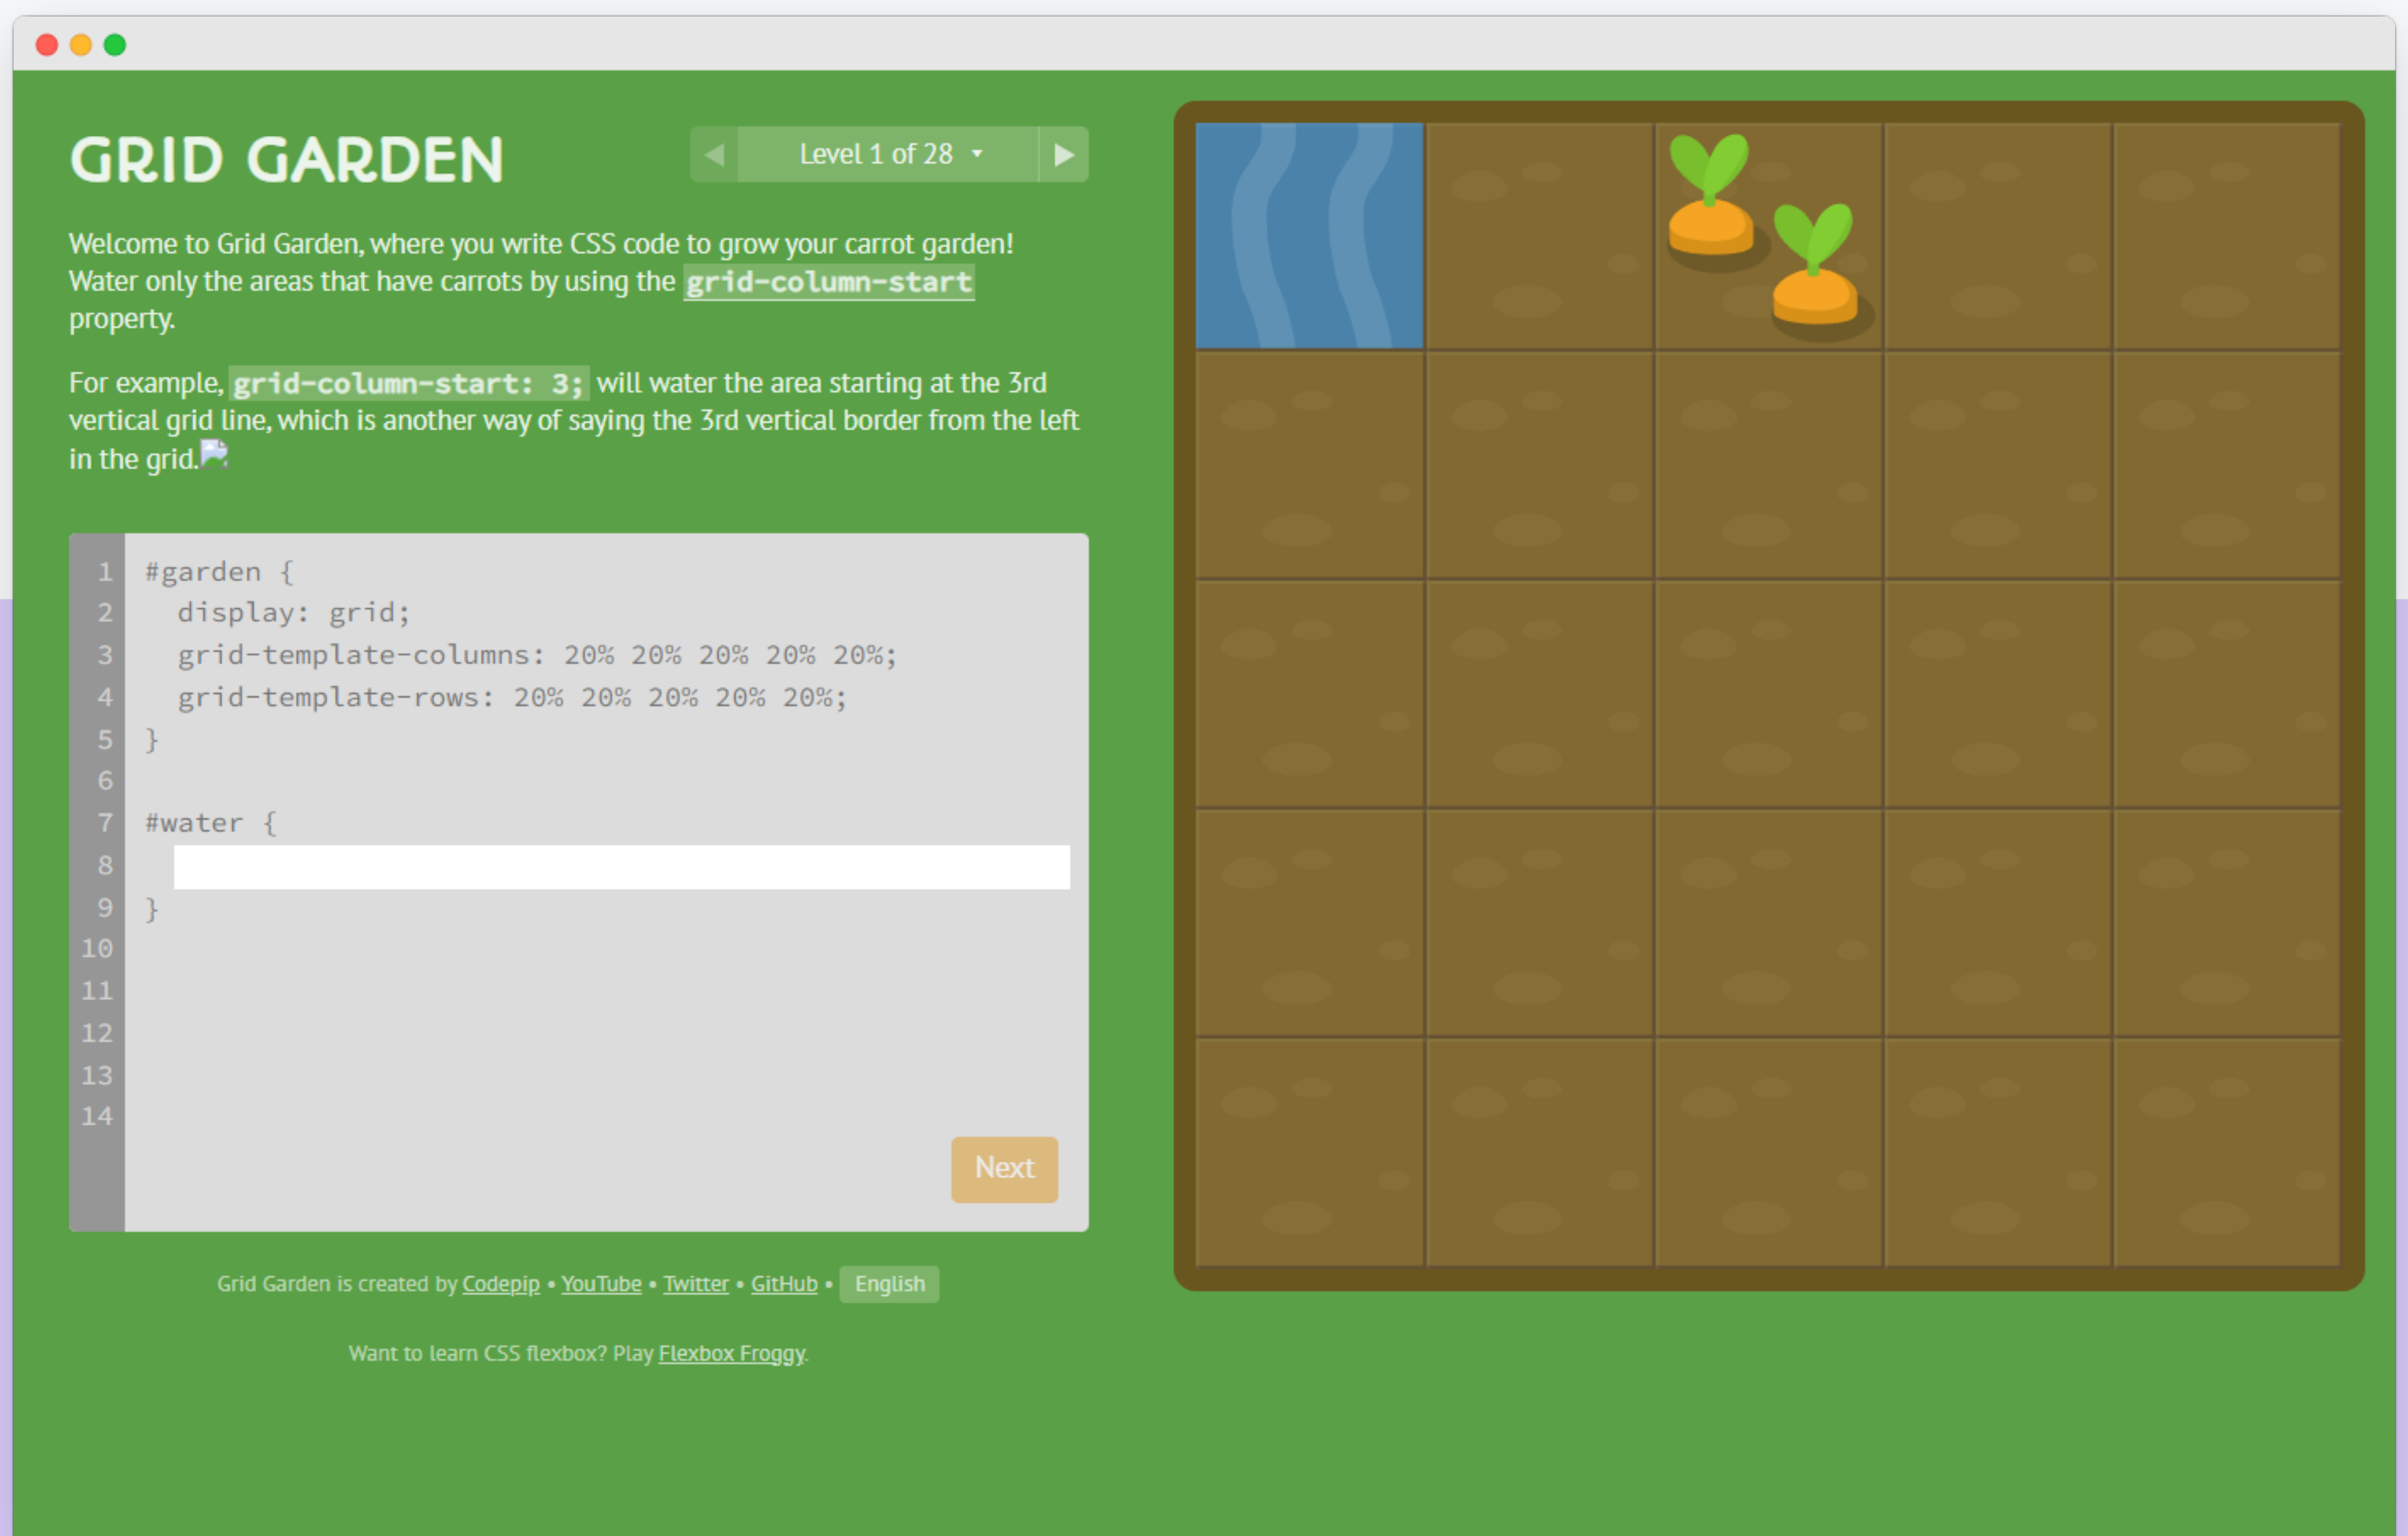 GRID GARDEN
◀ Level 1 of 28 ▾ ▶
Welcome to Grid Garden, where you write CSS code to grow your carrot garden!
Water only the areas that have carrots by using the grid-column-start
property.
For example, grid-column-start: 3; will water the area starting at the 3rd
vertical grid line, which is another way of saying the 3rd vertical border from the left
in the grid.
1 #garden {
2 display: grid;
3 grid-template-columns: 20% 20% 20% 20% 20%;
4 grid-template-rows: 20% 20% 20% 20% 20%;
5 }
6
7 #water {
8
9 }
10
11
12
13
14
Next
Grid Garden is created by Codepip • YouTube • Twitter • GitHub • English
Want to learn CSS flexbox? Play Flexbox Froggy.